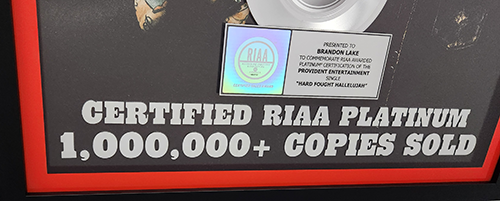 RIAA
PRESENTED TO
BRANDON LAKE
TO COMMEMORATE RIAA AWARDED
PLATINUM CERTIFICATION OF THE
PROVIDENT ENTERTAINMENT
SINGLE
"HARD FOUGHT HALLELUJAH"
CERTIFIED RIAA PLATINUM
1,000,000+ COPIES SOLD